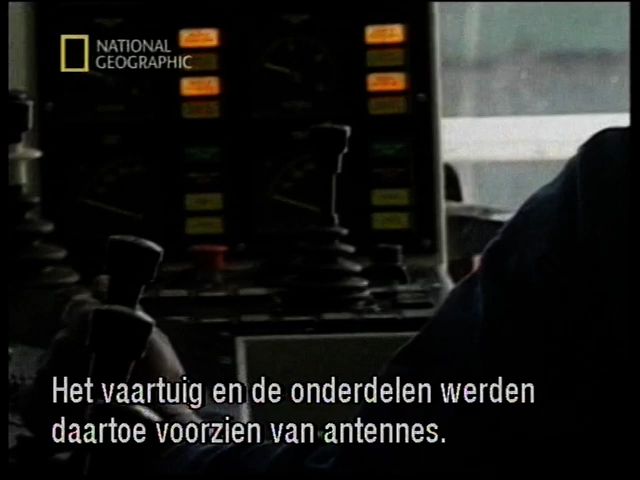 NATIONAL
GEOGRAPHIC
Het vaartuig en de onderdelen werden
daartoe voorzien van antennes.